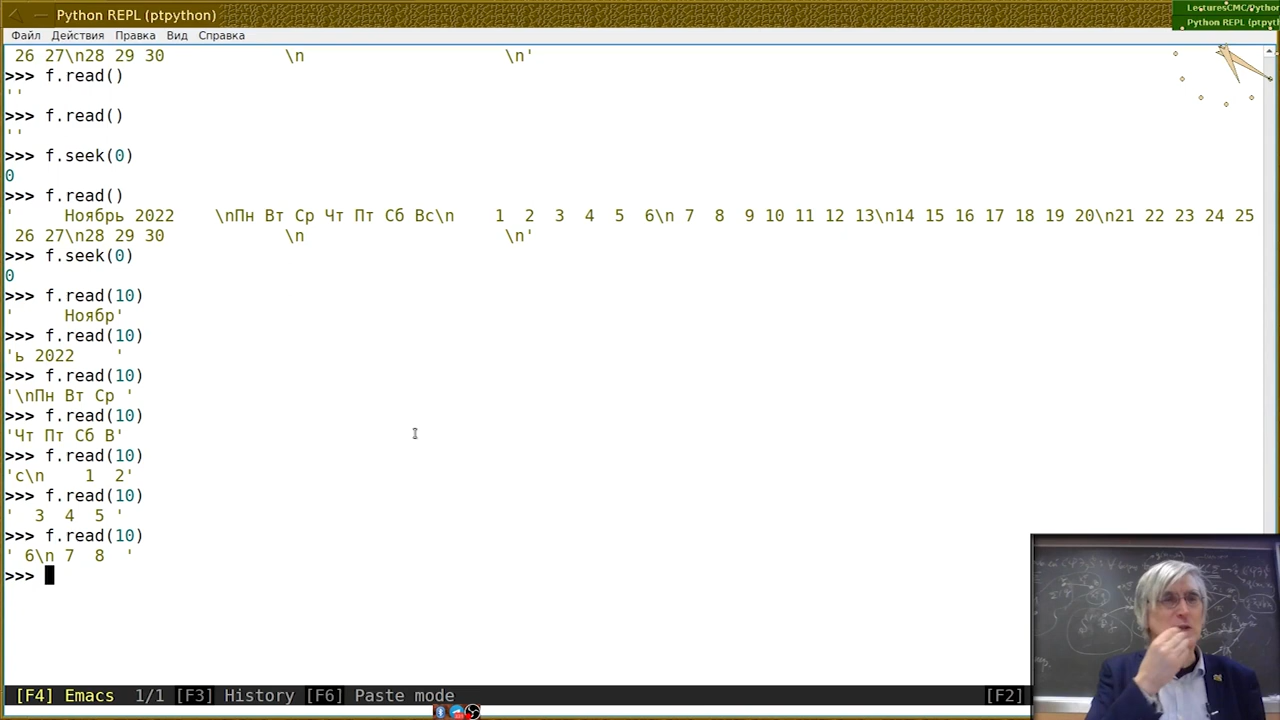 Python REPL (ptpython)
LecturesCMC/Python
Python REPL (ptpyt
Файл Действия Правка Вид Справка
 26 27\n28 29 30            \n                    \n'
>>> f.read()
''
>>> f.read()
''
>>> f.seek(0)
0
>>> f.read()
'     Ноябрь 2022    \nПн Вт Ср Чт Пт Сб Вс\n    1  2  3  4  5  6\n 7  8  9 10 11 12 13\n14 15 16 17 18 19 20\n21 22 23 24 25
 26 27\n28 29 30            \n                    \n'
>>> f.seek(0)
0
>>> f.read(10)
'     Ноябр'
>>> f.read(10)
'ь 2022    '
>>> f.read(10)
'\nПн Вт Ср '
>>> f.read(10)
'Чт Пт Сб В'
>>> f.read(10)
'с\n    1  2'
>>> f.read(10)
'  3  4  5 '
>>> f.read(10)
' 6\n 7  8  '
>>>
[F4] Emacs  1/1 [F3] History [F6] Paste mode [F2]